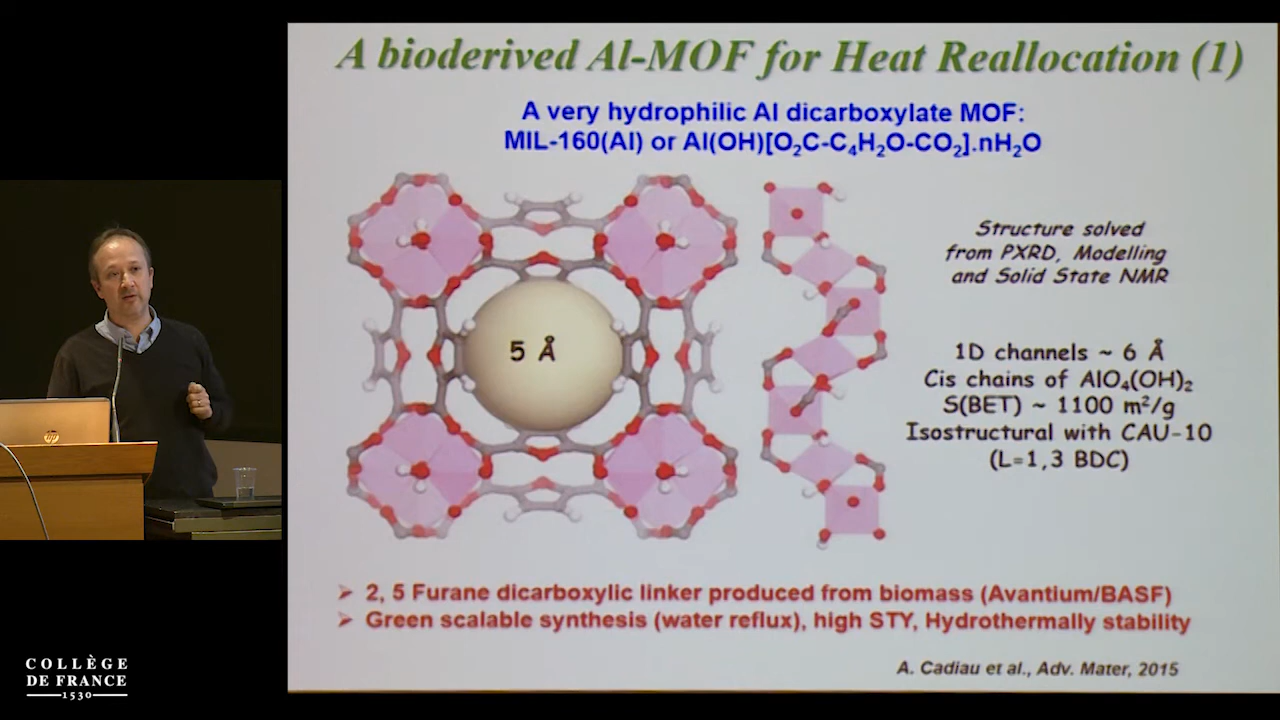 A bioderived Al-MOF for Heat Reallocation (1)
A very hydrophilic Al dicarboxylate MOF:
MIL-160(Al) or Al(OH)[O₂C-C₄H₂O-CO₂].nH₂O
5 Å
Structure solved
from PXRD, Modelling
and Solid State NMR
1D channels ~ 6 Å
Cis chains of AlO₄(OH)₂
S(BET) ~ 1100 m²/g
Isostructural with CAU-10
(L=1,3 BDC)
➢ 2, 5 Furane dicarboxylic linker produced from biomass (Avantium/BASF)
➢ Green scalable synthesis (water reflux), high STY, Hydrothermally stability
A. Cadiau et al., Adv. Mater, 2015
hp
COLLÈGE
DE FRANCE
1530